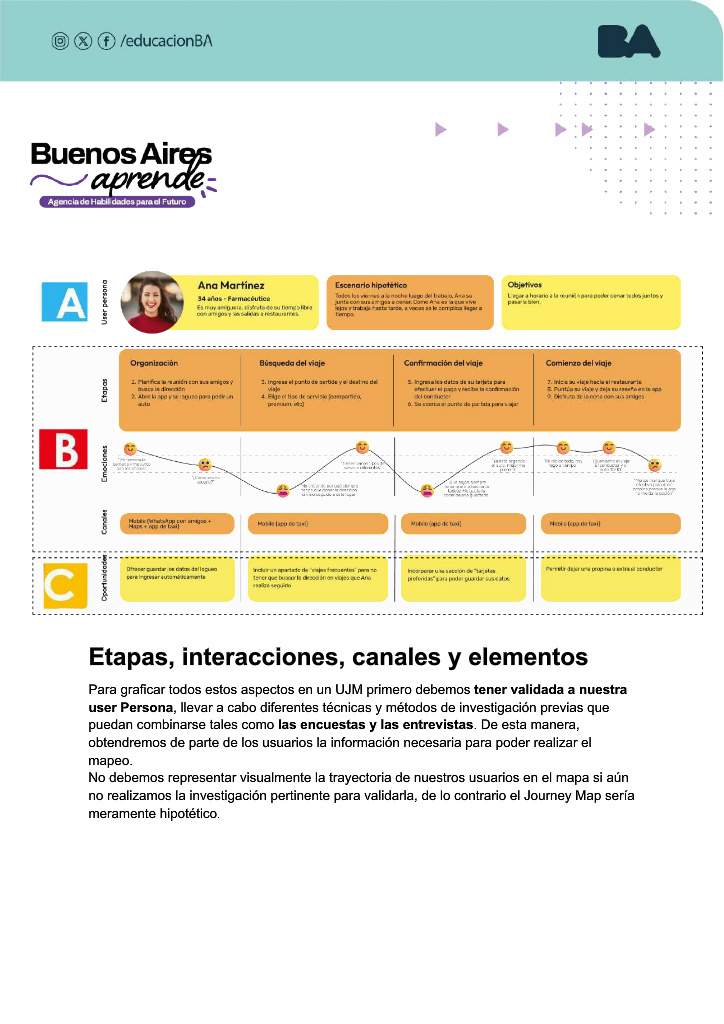 /educacionBA
BA
Buenos Aires
aprende
Agencia de Habilidades para el Futuro
A
User persona
Ana Martínez
34 años - Farmacéutica
Es muy amiguera, disfruta de su tiempo libre
con amigos y las salidas a restaurantes.
Escenario hipotético
Todos los viernes a la noche luego del trabajo, Ana se
junta con sus amigos a cenar. Como Ana es la que vive
lejos y trabaja hasta tarde, a veces se le complica llegar a
tiempo.
Objetivos
Llegar a horario a la reunión para poder cenar todos juntos y
pasarla bien.
B
Etapas
Organización
1. Planifica la reunión con sus amigos y
busca la dirección
2. Abre la app y se loguea para pedir un
auto
Búsqueda del viaje
3. Ingresa el punto de partida y el destino del
viaje
4. Elige el tipo de servicio (compartido,
premium, etc)
Confirmación del viaje
5. Ingresa los datos de su tarjeta para
efectuar el pago y recibe la confirmación
del conductor
6. Se acerca al punto de partida para viajar
Comienzo del viaje
7. Inicia su viaje hacia el restaurante
8. Puntúa su viaje y deja su reseña en la app
9. Disfruta de la cena con sus amigos
Emociones
Canales
Mobile (WhatsApp con amigos +
Maps + app de taxi)
Mobile (app de taxi)
Mobile (app de taxi)
Mobile (app de taxi)
C
Oportunidades
Ofrecer guardar los datos del logueo
para ingresar automáticamente
Incluir un apartado de "viajes frecuentes" para no
tener que buscar la dirección en viajes que Ana
realiza seguido
Incorporar una sección de "tarjetas
preferidas" para poder guardar sus datos
Permitir dejar una propina o extra al conductor
Etapas, interacciones, canales y elementos
Para graficar todos estos aspectos en un UJM primero debemos tener validada a nuestra
user Persona, llevar a cabo diferentes técnicas y métodos de investigación previas que
puedan combinarse tales como las encuestas y las entrevistas. De esta manera,
obtendremos de parte de los usuarios la información necesaria para poder realizar el
mapeo.
No debemos representar visualmente la trayectoria de nuestros usuarios en el mapa si aún
no realizamos la investigación pertinente para validarla, de lo contrario el Journey Map sería
meramente hipotético.